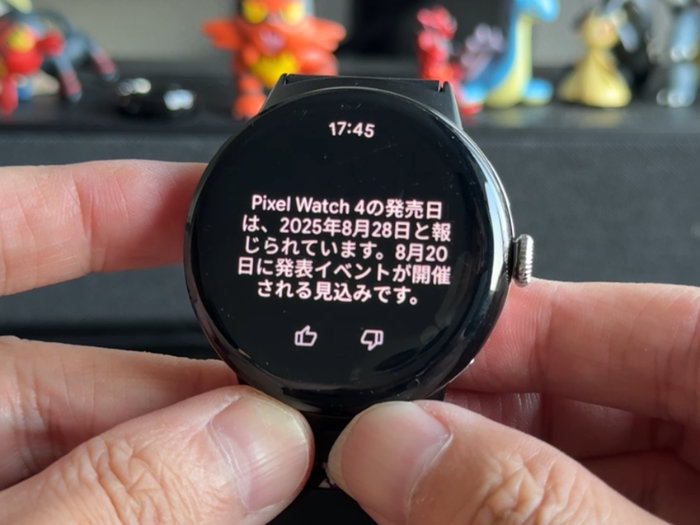 17:45
Pixel Watch 4の発売日
は、2025年8月28日と報
じられています。8月20
日に発表イベントが開催
される見込みです。